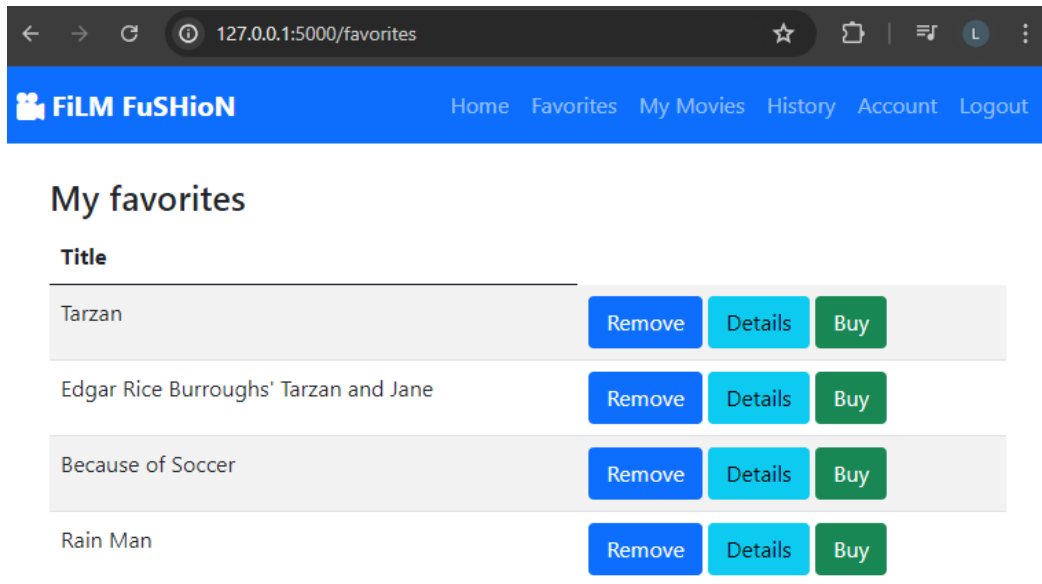 127.0.0.1:5000/favorites L
FiLM FuSHioN Home Favorites My Movies History Account Logout
My favorites
Title
Tarzan Remove Details Buy
Edgar Rice Burroughs' Tarzan and Jane Remove Details Buy
Because of Soccer Remove Details Buy
Rain Man Remove Details Buy